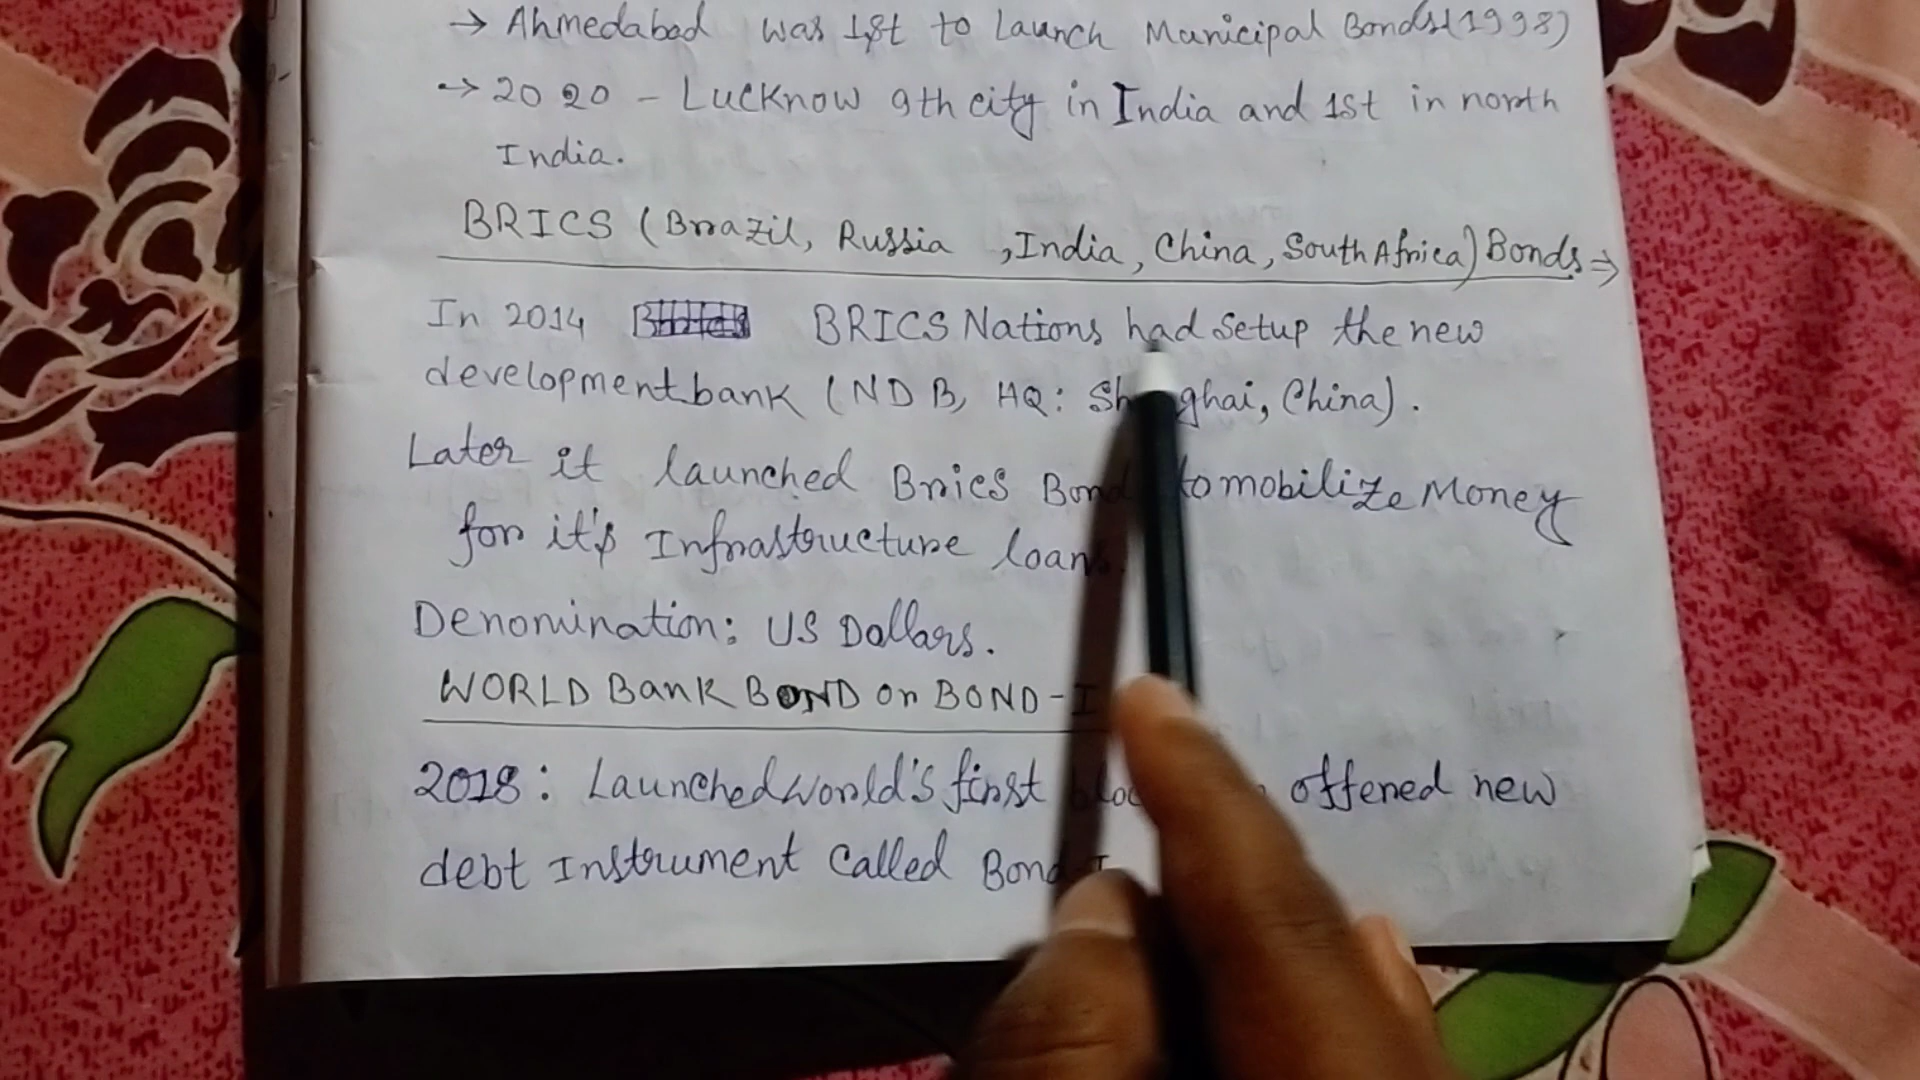 → Ahmedabad was 1st to Launch Municipal Bonds (1998)
→ 2020 - Lucknow 9th city in India and 1st in north
India.
BRICS (Brazil, Russia , India, China, South Africa) Bonds ⇒
In 2014 BRICS Nations had setup the new
development bank (NDB, HQ: Shanghai, China).
Later it launched Brics Bond to mobilize Money
for it's Infrastructure loans.
Denomination: US Dollars.
WORLD Bank BOND or BOND-I
2018: Launched world's first offered new
debt Instrument called Bond-I